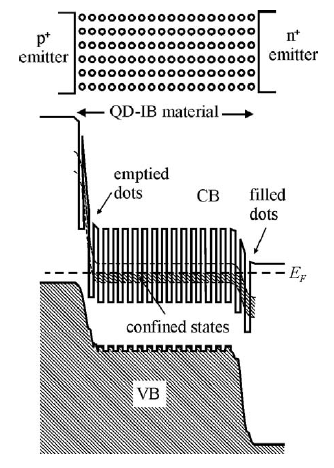 p+
emitter
n+
emitter
QD-IB material
emptied
dots
CB
filled
dots
E_F
confined states
VB